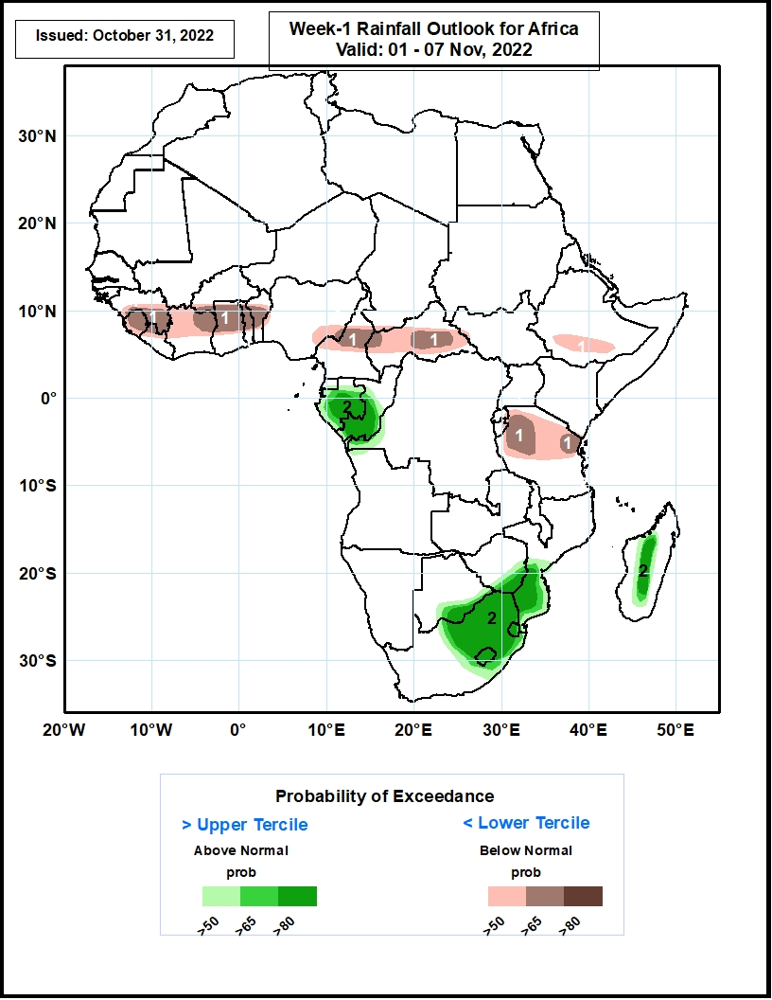 Issued: October 31, 2022
Week-1 Rainfall Outlook for Africa
Valid: 01 - 07 Nov, 2022
30°N
20°N
10°N
1 1
1 1
1
0°
2
1 1
10°S
20°S
2
2
30°S
20°W 10°W 0° 10°E 20°E 30°E 40°E 50°E
Probability of Exceedance
> Upper Tercile < Lower Tercile
Above Normal Below Normal
prob prob
>50 >65 >80 >50 >65 >80